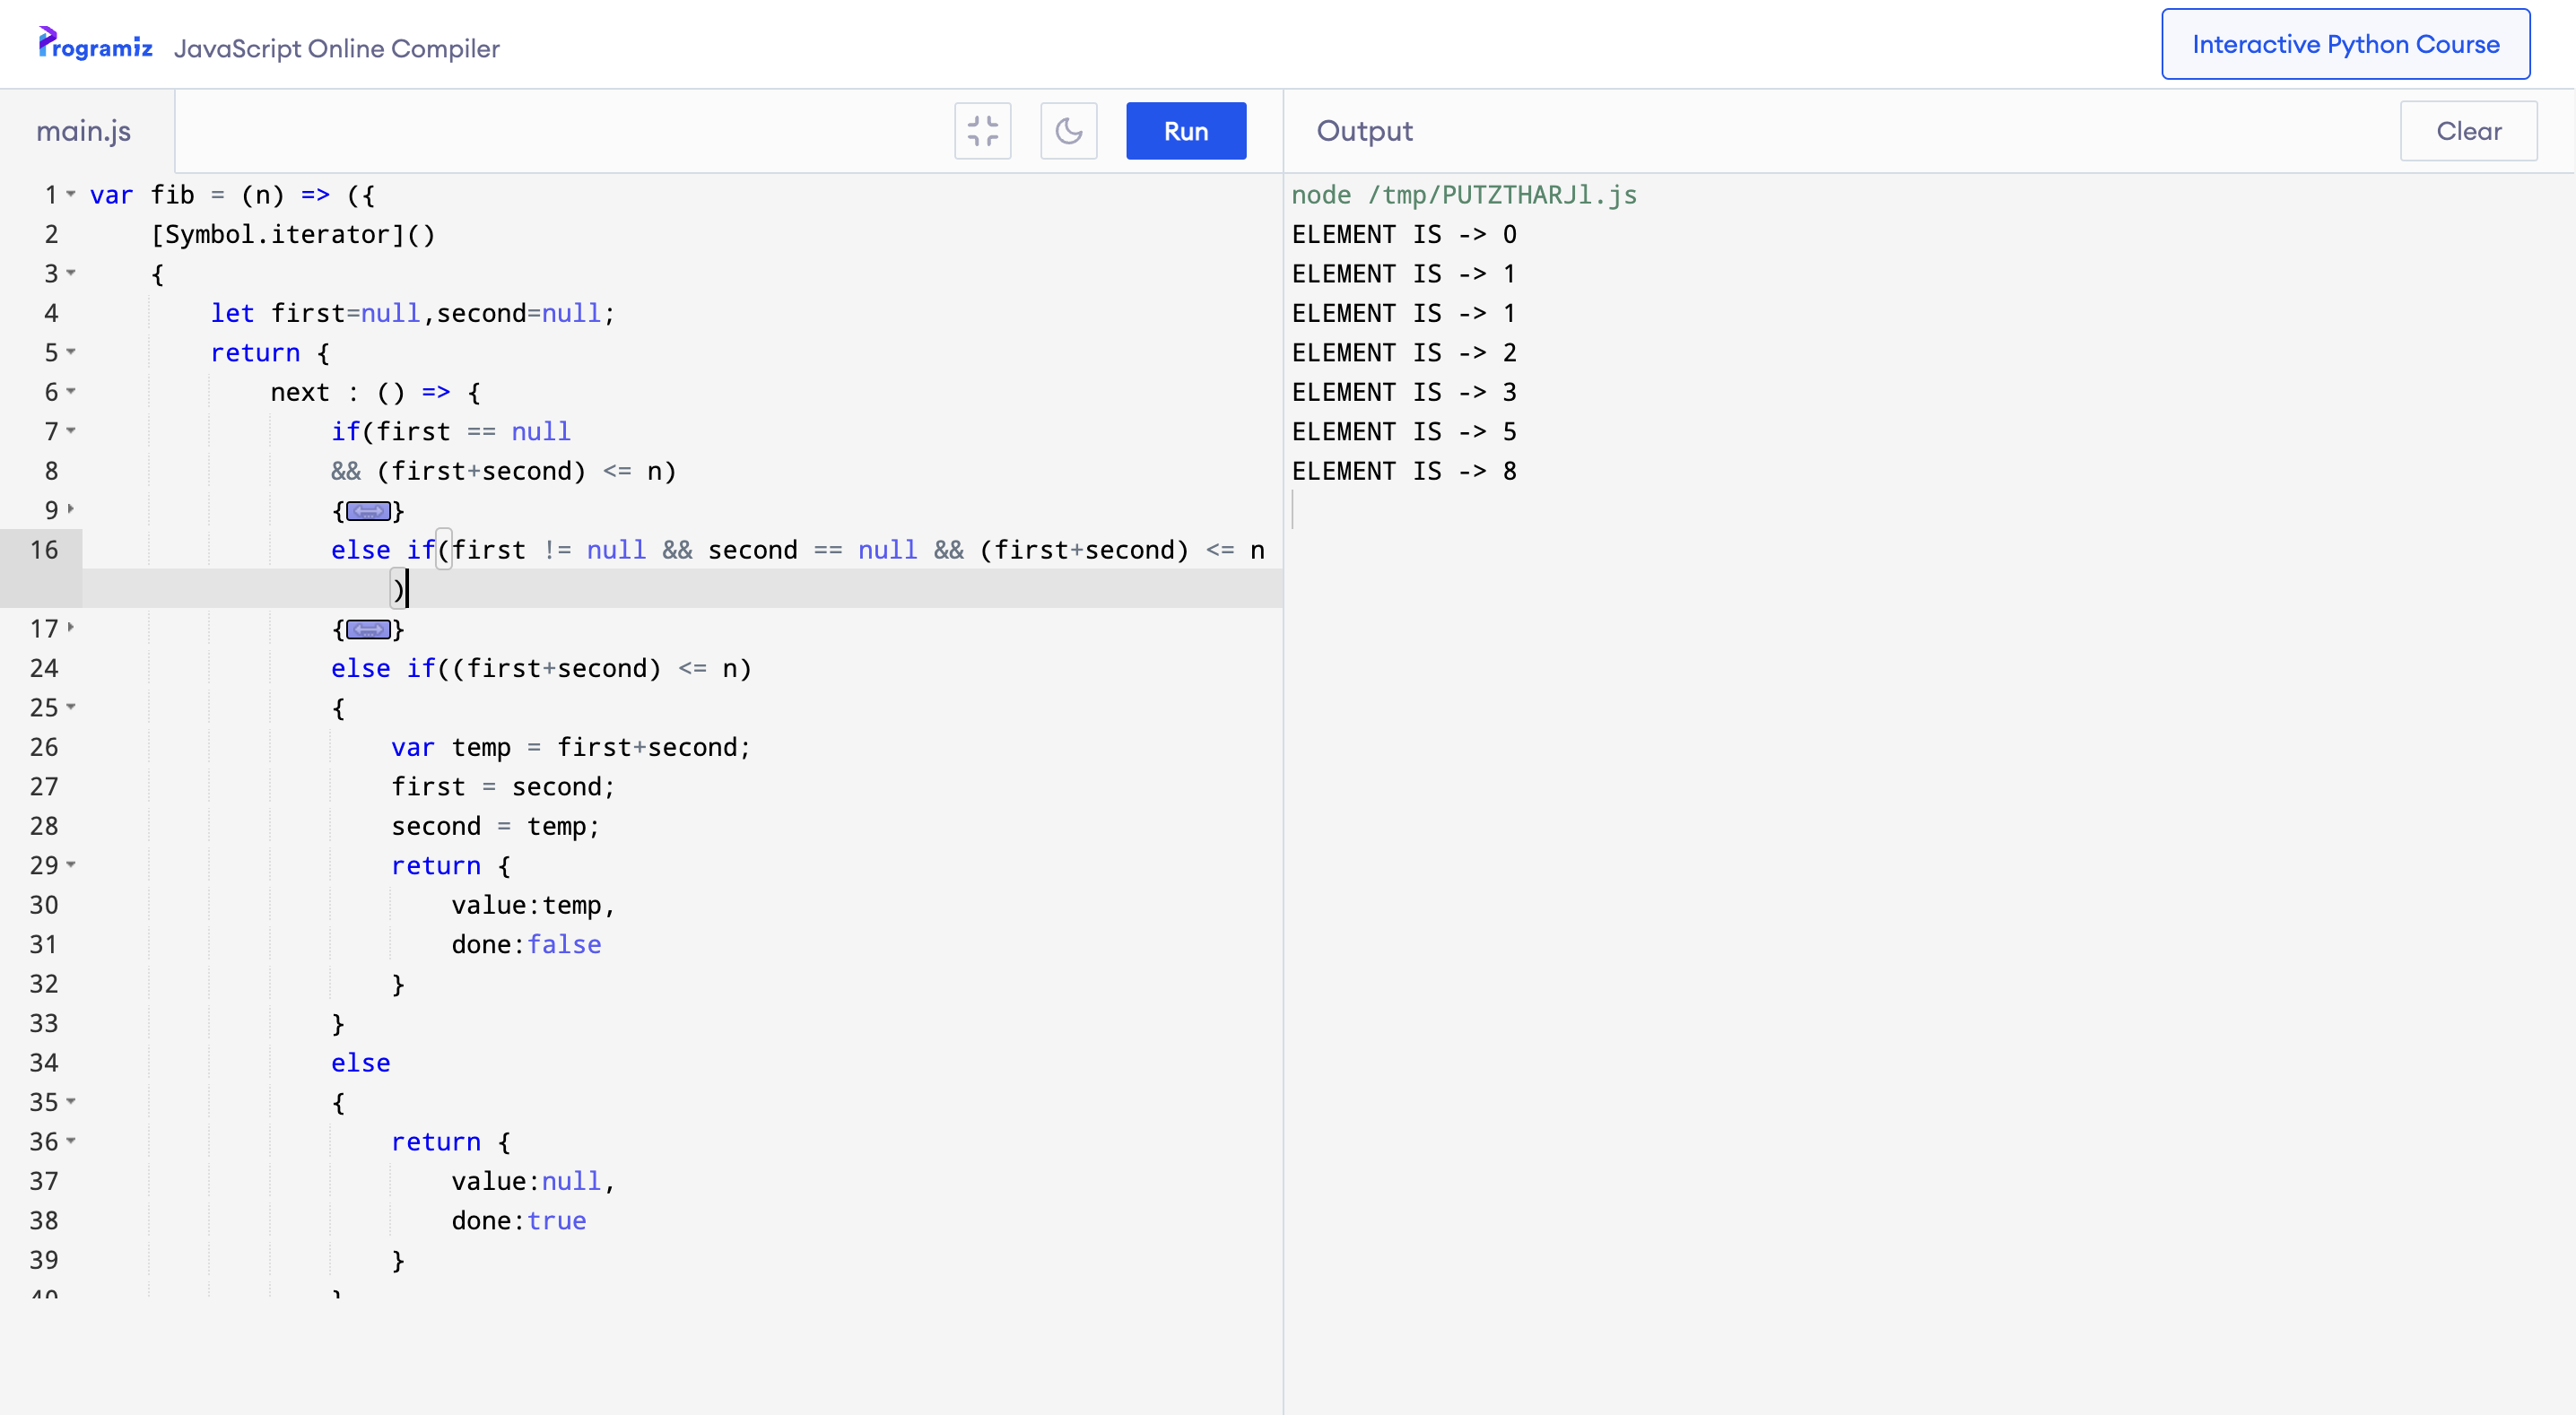 Programiz JavaScript Online Compiler
Interactive Python Course
main.js
Run
1 var fib = (n) => ({
2 [Symbol.iterator]()
3 {
4 let first=null,second=null;
5 return {
6 next : () => {
7 if(first == null
8 && (first+second) <= n)
9 {}
16 else if(first != null && second == null && (first+second) <= n
)
17 {}
24 else if((first+second) <= n)
25 {
26 var temp = first+second;
27 first = second;
28 second = temp;
29 return {
30 value:temp,
31 done:false
32 }
33 }
34 else
35 {
36 return {
37 value:null,
38 done:true
39 }
40 }
Output
Clear
node /tmp/PUTZTHARJl.js
ELEMENT IS -> 0
ELEMENT IS -> 1
ELEMENT IS -> 1
ELEMENT IS -> 2
ELEMENT IS -> 3
ELEMENT IS -> 5
ELEMENT IS -> 8